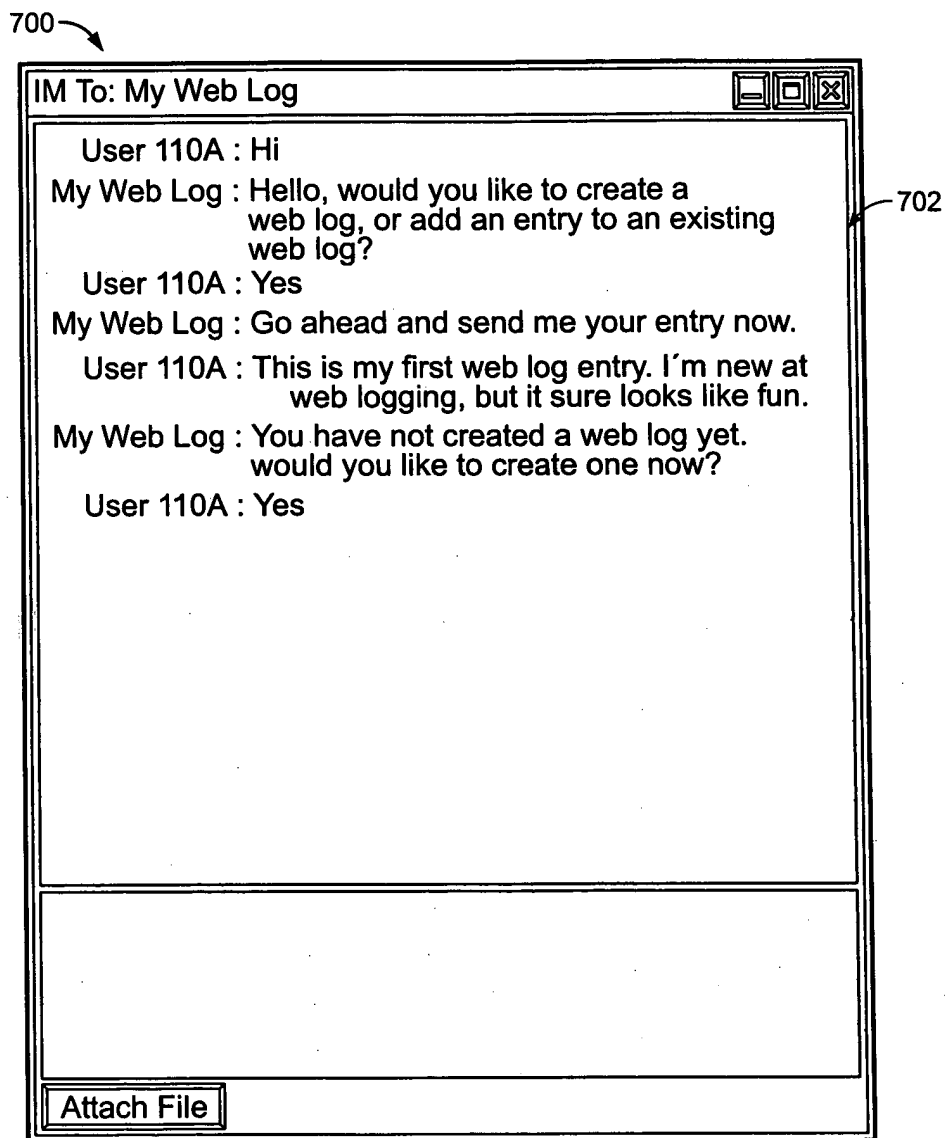 700
IM To: My Web Log
User 110A : Hi
My Web Log : Hello, would you like to create a
web log, or add an entry to an existing
web log?
702
User 110A : Yes
My Web Log : Go ahead and send me your entry now.
User 110A : This is my first web log entry. I´m new at
web logging, but it sure looks like fun.
My Web Log : You have not created a web log yet.
would you like to create one now?
User 110A : Yes
Attach File